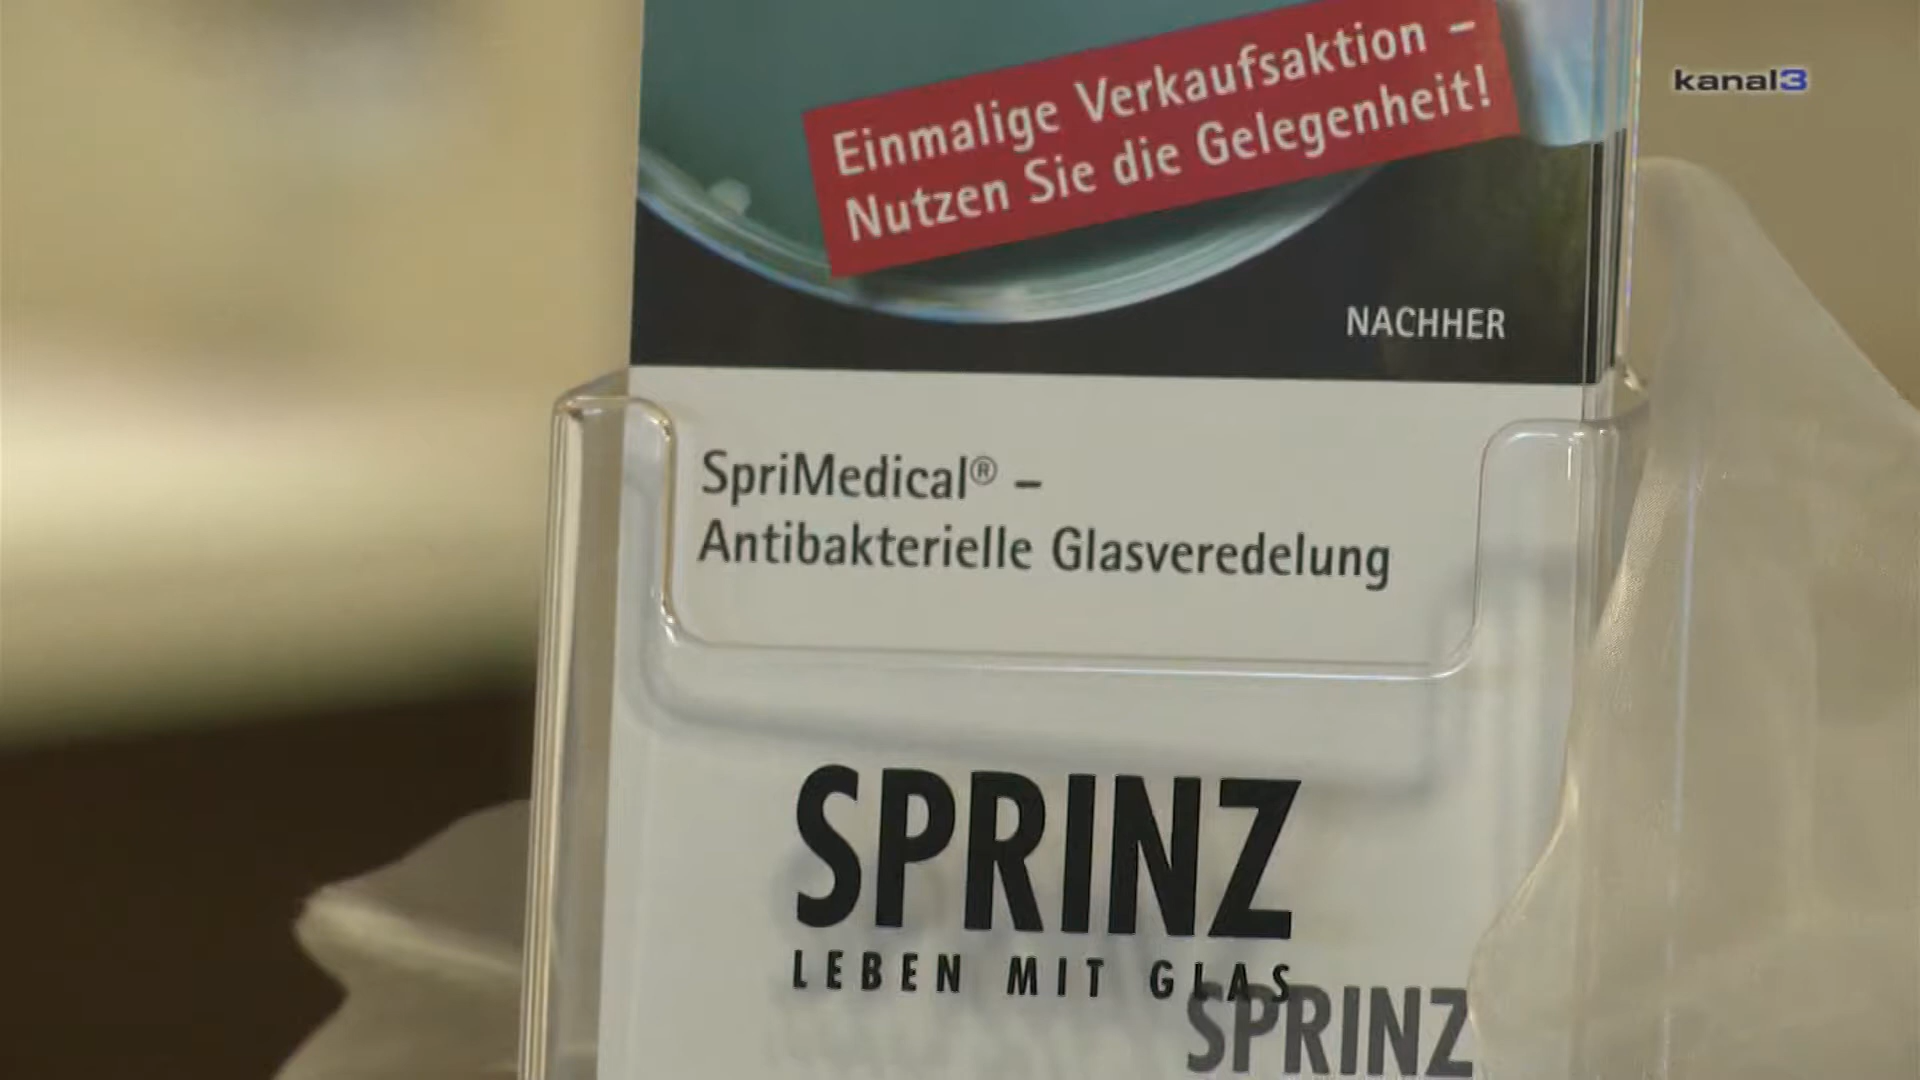 Einmalige Verkaufsaktion –
Nutzen Sie die Gelegenheit!
kanal3
NACHHER
SpriMedical® –
Antibakterielle Glasveredelung
SPRINZ
LEBEN MIT GLAS
SPRINZ